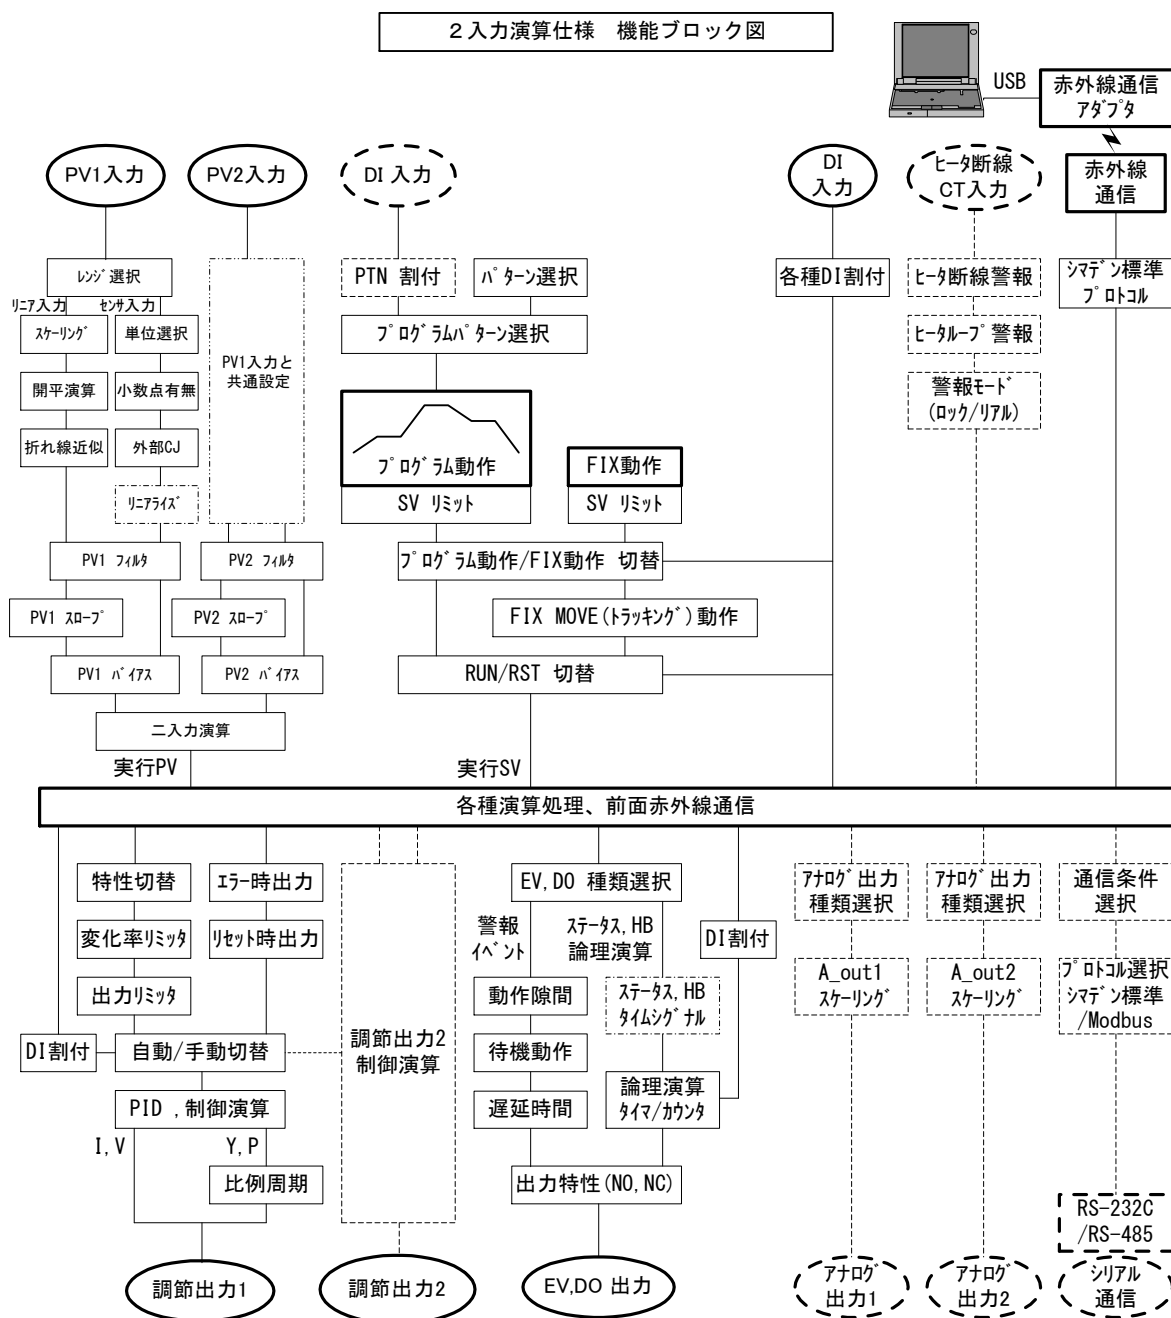 2入力演算仕様　機能ブロック図
USB
赤外線通信
アダプタ
PV1入力
PV2入力
DI 入力
DI
入力
ヒータ断線
CT入力
赤外線
通信
レンジ選択
リニア入力
センサ入力
スケーリング
単位選択
開平演算
小数点有無
折れ線近似
外部CJ
リニアライズ
PV1入力と
共通設定
PTN 割付
パターン選択
プログラムパターン選択
プログラム動作
SV リミット
FIX動作
SV リミット
各種DI割付
ヒータ断線警報
ヒータループ警報
警報モード
(ロック/リアル)
シマデン標準
プロトコル
PV1 フィルタ
PV2 フィルタ
プログラム動作/FIX動作 切替
PV1 スロープ
PV2 スロープ
FIX MOVE(トラッキング)動作
PV1 バイアス
PV2 バイアス
RUN/RST 切替
二入力演算
実行PV
実行SV
各種演算処理、前面赤外線通信
特性切替
エラー時出力
変化率リミッタ
リセット時出力
出力リミッタ
DI割付
自動/手動切替
PID ,制御演算
I,V
Y,P
比例周期
調節出力2
制御演算
EV,DO 種類選択
警報
イベント
ステータス,HB
論理演算
DI割付
動作隙間
ステータス,HB
タイムシグナル
待機動作
遅延時間
論理演算
タイマ/カウンタ
出力特性(NO,NC)
アナログ出力
種類選択
アナログ出力
種類選択
通信条件
選択
A_out1
スケーリング
A_out2
スケーリング
プロトコル選択
シマデン標準
/Modbus
RS-232C
/RS-485
調節出力1
調節出力2
EV,DO 出力
アナログ
出力1
アナログ
出力2
シリアル
通信